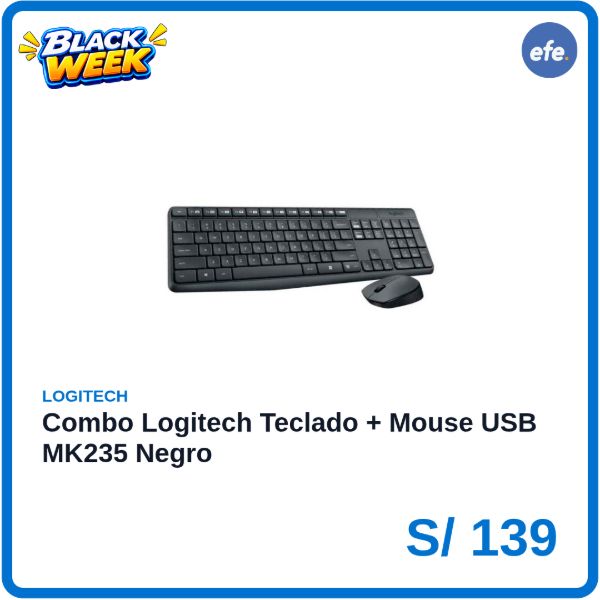 BLACK
WEEK
efe.
LOGITECH
Combo Logitech Teclado + Mouse USB
MK235 Negro
S/ 139